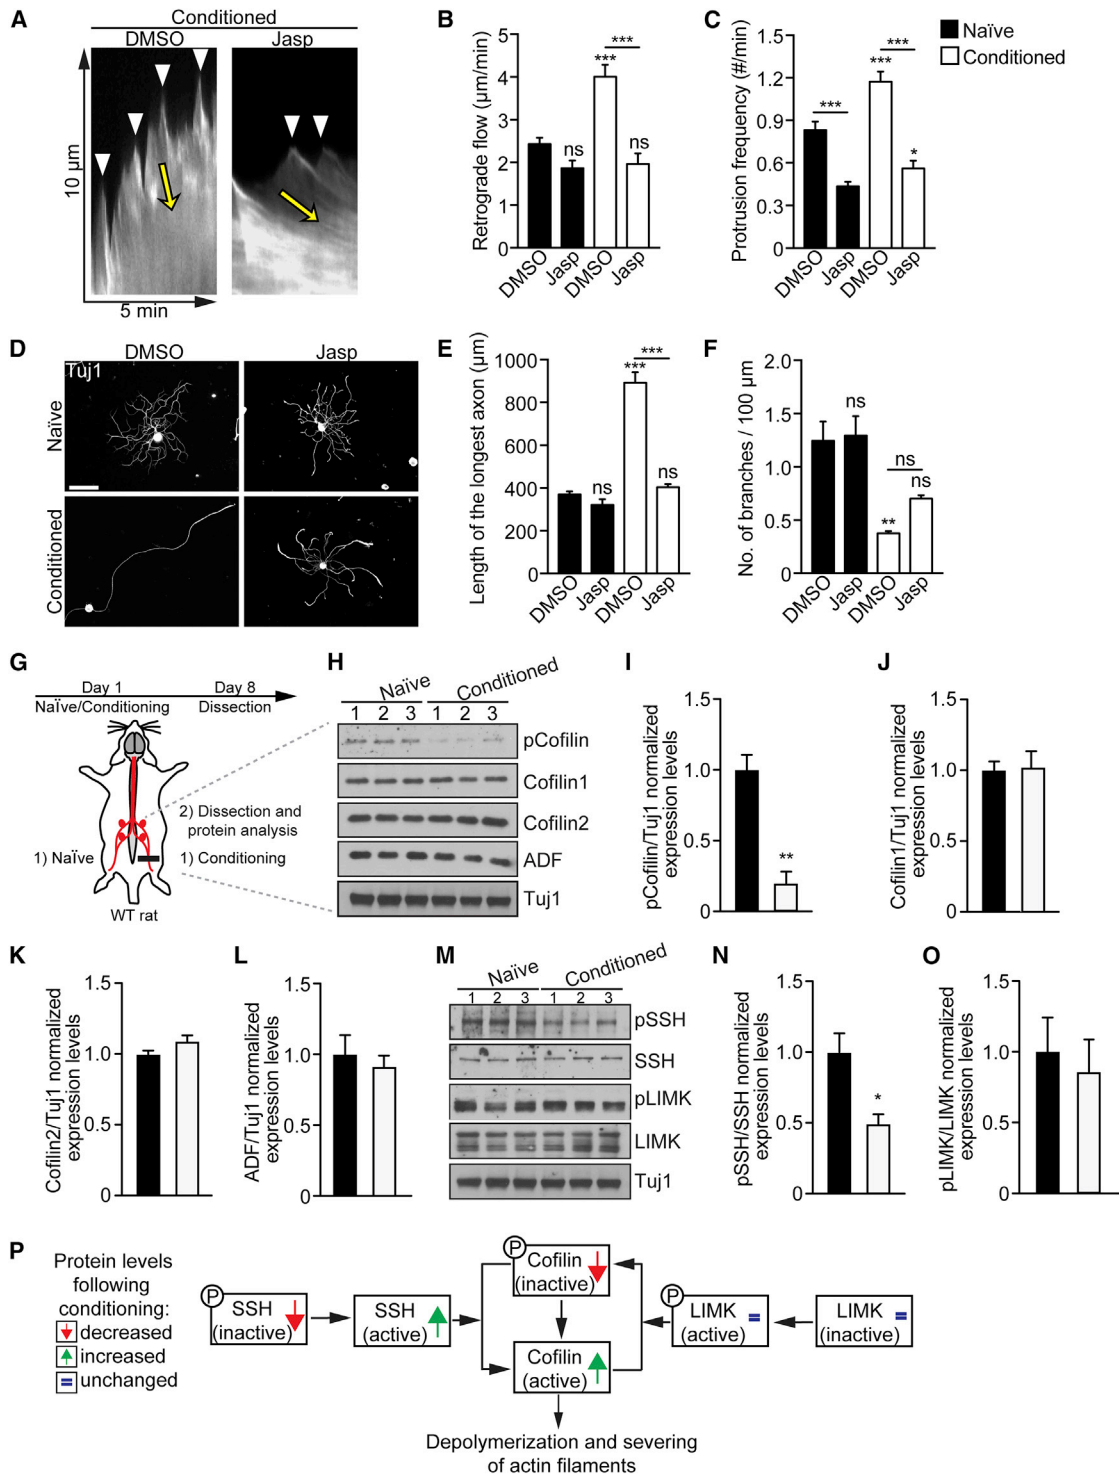 A
Conditioned
DMSO
Jasp
10 µm
5 min
B
Retrograde flow (µm/min)
5
4
3
2
1
0
ns
***
***
ns
DMSO
Jasp
DMSO
Jasp
C
Protrusion frequency (#/min)
1.5
1.2
0.9
0.6
0.3
0
***
***
***
*
DMSO
Jasp
DMSO
Jasp
Naïve
Conditioned
D
DMSO
Jasp
Tuj1
Naïve
Conditioned
E
Length of the longest axon (µm)
1000
800
600
400
200
0
ns
***
***
ns
DMSO
Jasp
DMSO
Jasp
F
No. of branches / 100 µm
2.0
1.5
1.0
0.5
0
ns
**
ns
ns
DMSO
Jasp
DMSO
Jasp
G
Day 1
Day 8
Naïve/Conditioning
Dissection
2) Dissection and
protein analysis
1) Naïve
1) Conditioning
WT rat
H
Naïve
Conditioned
1 2 3 1 2 3
pCofilin
Cofilin1
Cofilin2
ADF
Tuj1
I
pCofilin/Tuj1 normalized
expression levels
1.5
1.0
0.5
0
**
J
Cofilin1/Tuj1 normalized
expression levels
1.5
1.0
0.5
0
K
Cofilin2/Tuj1 normalized
expression levels
1.5
1.0
0.5
0
L
ADF/Tuj1 normalized
expression levels
1.5
1.0
0.5
0
M
Naïve
Conditioned
1 2 3 1 2 3
pSSH
SSH
pLIMK
LIMK
Tuj1
N
pSSH/SSH normalized
expression levels
1.5
1.0
0.5
0
*
O
pLIMK/LIMK normalized
expression levels
1.5
1.0
0.5
0
P
Protein levels
following
conditioning:
decreased
increased
unchanged
P
SSH
(inactive)
SSH
(active)
P
Cofilin
(inactive)
Cofilin
(active)
P
LIMK
(active)
LIMK
(inactive)
Depolymerization and severing
of actin filaments